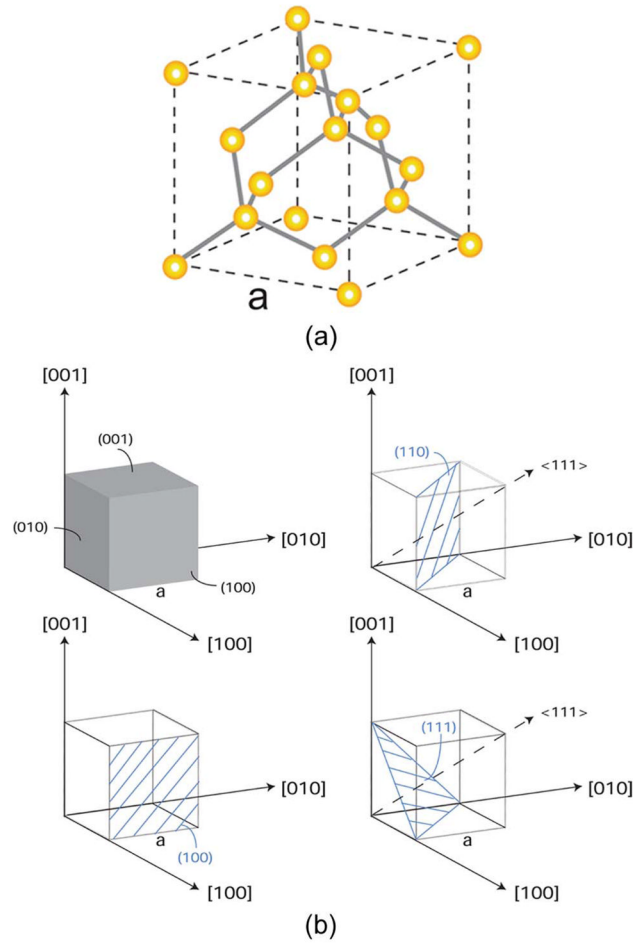 a
(a)
[001]
(001)
(010)
[010]
(100)
a
[100]
[001]
(110)
<111>
[010]
a
[100]
[001]
[010]
a
(100)
[100]
[001]
<111>
(111)
[010]
a
[100]
(b)